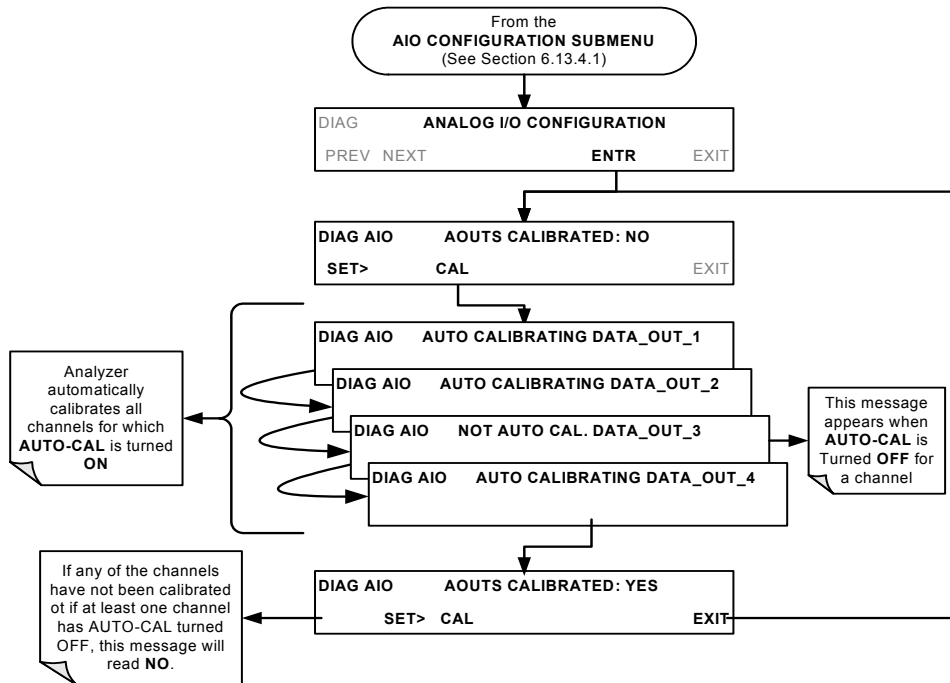 From the
AIO CONFIGURATION SUBMENU
(See Section 6.13.4.1)
DIAG ANALOG I/O CONFIGURATION
PREV NEXT ENTR EXIT
DIAG AIO AOUTS CALIBRATED: NO
SET> CAL EXIT
DIAG AIO AUTO CALIBRATING DATA_OUT_1
DIAG AIO AUTO CALIBRATING DATA_OUT_2
DIAG AIO NOT AUTO CAL. DATA_OUT_3
DIAG AIO AUTO CALIBRATING DATA_OUT_4
Analyzer
automatically
calibrates all
channels for which
AUTO-CAL is turned
ON
This message
appears when
AUTO-CAL is
Turned OFF for
a channel
DIAG AIO AOUTS CALIBRATED: YES
SET> CAL EXIT
If any of the channels
have not been calibrated
ot if at least one channel
has AUTO-CAL turned
OFF, this message will
read NO.